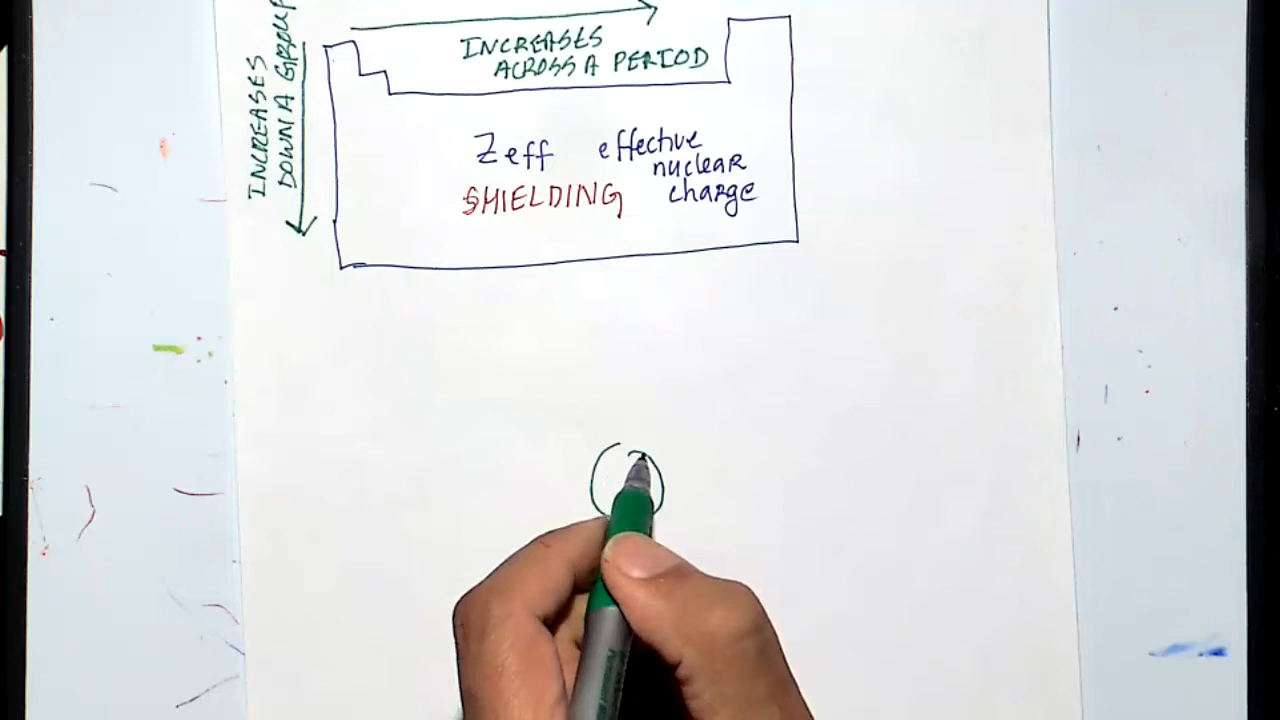 INCREASES
DOWN A GROUP
INCREASES
ACROSS A PERIOD
Zeff effective
nuclear
SHIELDING charge